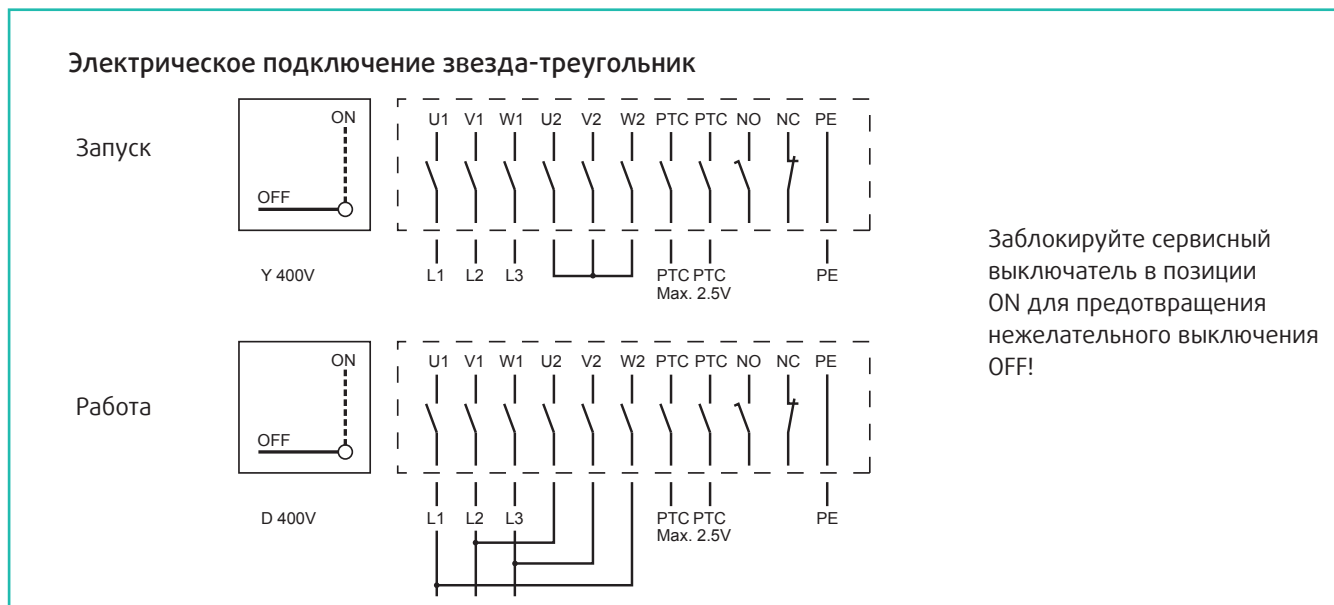 Электрическое подключение звезда-треугольник
Запуск
ON
OFF
Y 400V
U1 V1 W1 U2 V2 W2 PTC PTC NO NC PE
L1 L2 L3 PTC PTC PE
Max. 2.5V
Заблокируйте сервисный
выключатель в позиции
ON для предотвращения
нежелательного выключения
OFF!
Работа
ON
OFF
D 400V
U1 V1 W1 U2 V2 W2 PTC PTC NO NC PE
L1 L2 L3 PTC PTC PE
Max. 2.5V